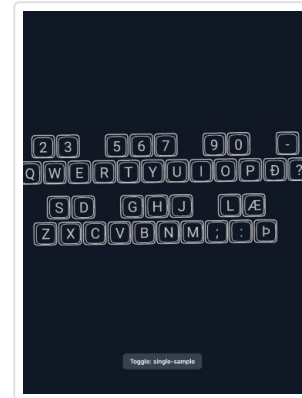 2 3 5 6 7 9 0 -
Q W E R T Y U I O P Đ ?
S D G H J L Æ
Z X C V B N M ; : Þ
Toggle: single-sample